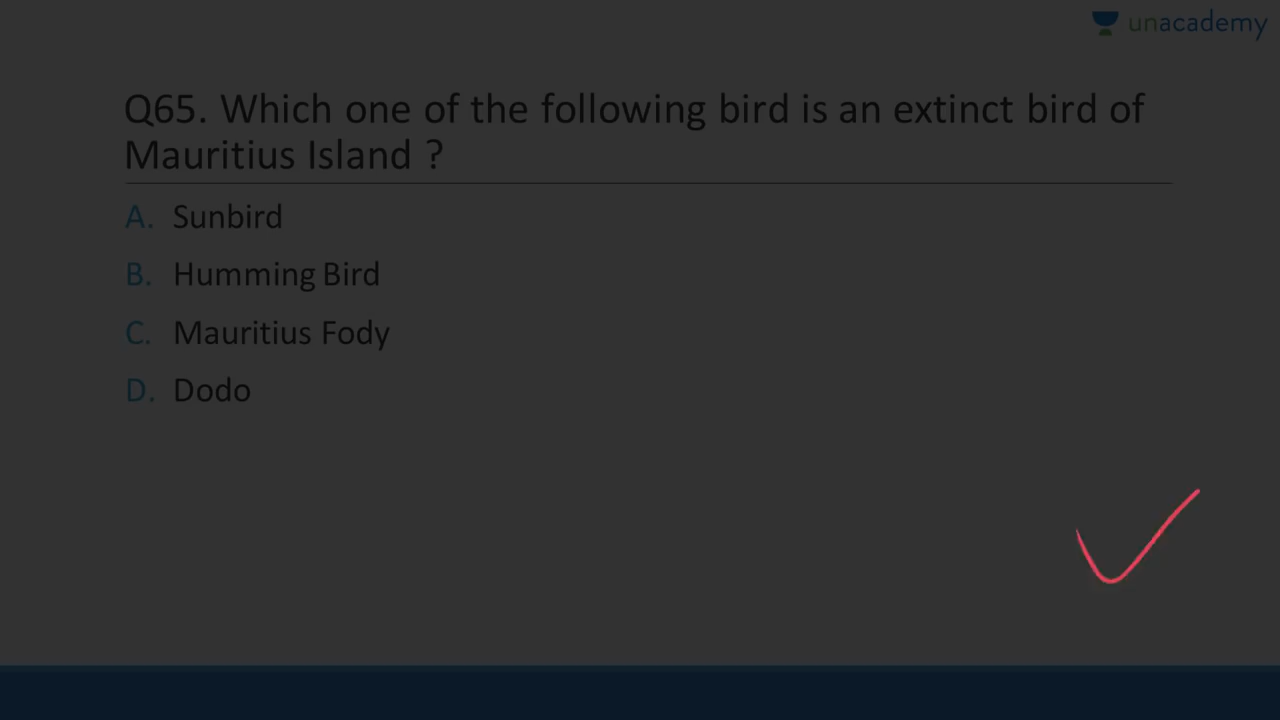 unacademy
Q65. Which one of the following bird is an extinct bird of
Mauritius Island ?
A. Sunbird
B. Humming Bird
C. Mauritius Fody
D. Dodo